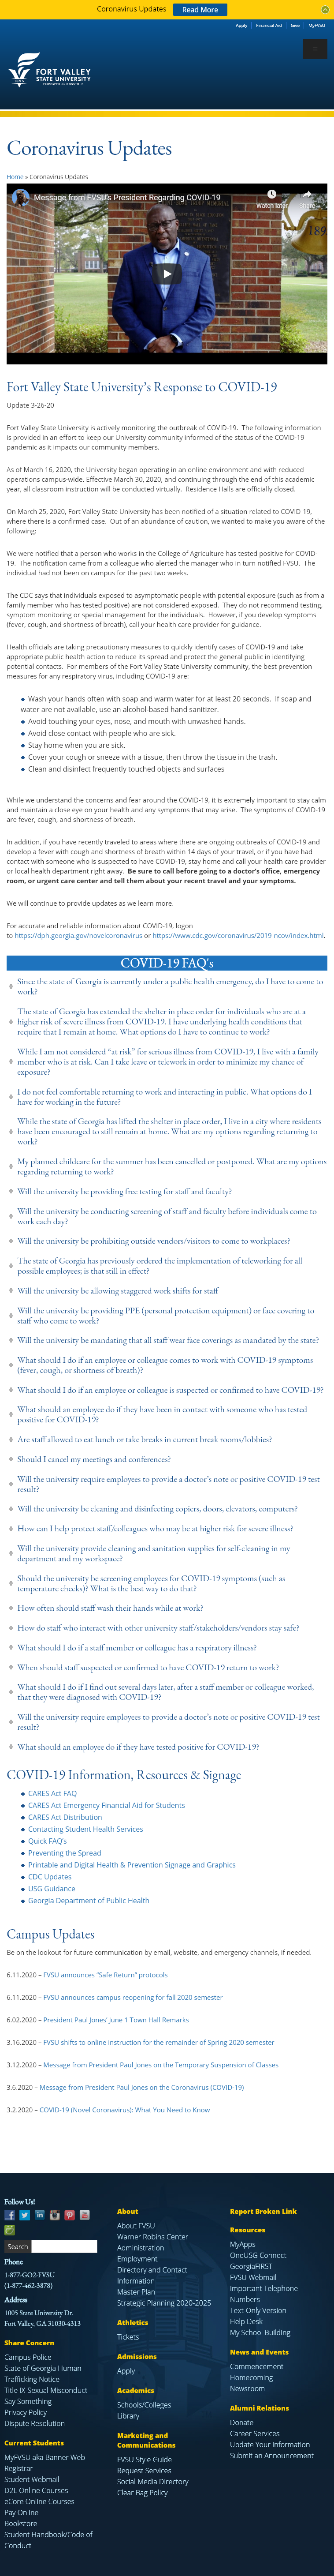 Coronavirus Updates Read More
Apply Financial Aid Give MyFVSU
FORT VALLEY
STATE UNIVERSITY
EMPOWER the POSSIBLE.
Coronavirus Updates
Home » Coronavirus Updates
Message from FVSU's President Regarding COVID-19
Watch later
Share
189
Fort Valley State University's Response to COVID-19
Update 3-26-20
Fort Valley State University is actively monitoring the outbreak of COVID-19. The following information
is provided in an effort to keep our University community informed of the status of the COVID-19
pandemic as it impacts our community members.
As of March 16, 2020, the University began operating in an online environment and with reduced
operations campus-wide. Effective March 30, 2020, and continuing through the end of this academic
year, all classroom instruction will be conducted virtually. Residence Halls are officially closed.
On March 25, 2020, Fort Valley State University has been notified of a situation related to COVID-19,
where there is a confirmed case. Out of an abundance of caution, we wanted to make you aware of the
following:
We were notified that a person who works in the College of Agriculture has tested positive for COVID-
19. The notification came from a colleague who alerted the manager who in turn notified FVSU. The
individual had not been on campus for the past two weeks.
The CDC says that individuals exposed to asymptomatic people with potential exposure (such as from a
family member who has tested positive) are not considered exposed. They do not recommend testing,
symptom monitoring or special management for exposed individuals. However, if you develop symptoms
(fever, cough, and shortness of breath), call your healthcare provider.
Health officials are taking precautionary measures to quickly identify cases of COVID-19 and take
appropriate public health action to reduce its spread and protect the general public by identifying
potential contacts. For members of the Fort Valley State University community, the best prevention
measures for any respiratory virus, including COVID-19 are:
Wash your hands often with soap and warm water for at least 20 seconds. If soap and
water are not available, use an alcohol-based hand sanitizer.
Avoid touching your eyes, nose, and mouth with unwashed hands.
Avoid close contact with people who are sick.
Stay home when you are sick.
Cover your cough or sneeze with a tissue, then throw the tissue in the trash.
Clean and disinfect frequently touched objects and surfaces
While we understand the concerns and fear around the COVID-19, it is extremely important to stay calm
and maintain a close eye on your health and any symptoms that may arise. The symptoms of COVID-19
are fever, cough, and shortness of breath.
In addition, if you have recently traveled to areas where there are ongoing outbreaks of COVID-19 and
develop a fever with cough and shortness of breath within 14 days of your travel, or if you have had
contact with someone who is suspected to have COVID-19, stay home and call your health care provider
or local health department right away. Be sure to call before going to a doctor's office, emergency
room, or urgent care center and tell them about your recent travel and your symptoms.
We will continue to provide updates as we learn more.
For accurate and reliable information about COVID-19, logon
to https://dph.georgia.gov/novelcoronavirus or https://www.cdc.gov/coronavirus/2019-ncov/index.html.
COVID-19 FAQ's
Since the state of Georgia is currently under a public health emergency, do I have to come to
work?
The state of Georgia has extended the shelter in place order for individuals who are at a
higher risk of severe illness from COVID-19. I have underlying health conditions that
require that I remain at home. What options do I have to continue to work?
While I am not considered "at risk" for serious illness from COVID-19, I live with a family
member who is at risk. Can I take leave or telework in order to minimize my chance of
exposure?
I do not feel comfortable returning to work and interacting in public. What options do I
have for working in the future?
While the state of Georgia has lifted the shelter in place order, I live in a city where residents
have been encouraged to still remain at home. What are my options regarding returning to
work?
My planned childcare for the summer has been cancelled or postponed. What are my options
regarding returning to work?
Will the university be providing free testing for staff and faculty?
Will the university be conducting screening of staff and faculty before individuals come to
work each day?
Will the university be prohibiting outside vendors/visitors to come to workplaces?
The state of Georgia has previously ordered the implementation of teleworking for all
possible employees; is that still in effect?
Will the university be allowing staggered work shifts for staff
Will the university be providing PPE (personal protection equipment) or face covering to
staff who come to work?
Will the university be mandating that all staff wear face coverings as mandated by the state?
What should I do if an employee or colleague comes to work with COVID-19 symptoms
(fever, cough, or shortness of breath)?
What should I do if an employee or colleague is suspected or confirmed to have COVID-19?
What should an employee do if they have been in contact with someone who has tested
positive for COVID-19?
Are staff allowed to eat lunch or take breaks in current break rooms/lobbies?
Should I cancel my meetings and conferences?
Will the university require employees to provide a doctor's note or positive COVID-19 test
result?
Will the university be cleaning and disinfecting copiers, doors, elevators, computers?
How can I help protect staff/colleagues who may be at higher risk for severe illness?
Will the university provide cleaning and sanitation supplies for self-cleaning in my
department and my workspace?
Should the university be screening employees for COVID-19 symptoms (such as
temperature checks)? What is the best way to do that?
How often should staff wash their hands while at work?
How do staff who interact with other university staff/stakeholders/vendors stay safe?
What should I do if a staff member or colleague has a respiratory illness?
When should staff suspected or confirmed to have COVID-19 return to work?
What should I do if I find out several days later, after a staff member or colleague worked,
that they were diagnosed with COVID-19?
Will the university require employees to provide a doctor's note or positive COVID-19 test
result?
What should an employee do if they have tested positive for COVID-19?
COVID-19 Information, Resources & Signage
CARES Act FAQ
CARES Act Emergency Financial Aid for Students
CARES Act Distribution
Contacting Student Health Services
Quick FAQ's
Preventing the Spread
Printable and Digital Health & Prevention Signage and Graphics
CDC Updates
USG Guidance
Georgia Department of Public Health
Campus Updates
Be on the lookout for future communication by email, website, and emergency channels, if needed.
6.11.2020 – FVSU announces "Safe Return" protocols
6.11.2020 – FVSU announces campus reopening for fall 2020 semester
6.02.2020 – President Paul Jones' June 1 Town Hall Remarks
3.16.2020 – FVSU shifts to online instruction for the remainder of Spring 2020 semester
3.12.2020 – Message from President Paul Jones on the Temporary Suspension of Classes
3.6.2020 – Message from President Paul Jones on the Coronavirus (COVID-19)
3.2.2020 – COVID-19 (Novel Coronavirus): What You Need to Know
Follow Us!
Search
Phone
1-877-GO2-FVSU
(1-877-462-3878)
Address
1005 State University Dr.
Fort Valley, GA 31030-4313
Share Concern
Campus Police
State of Georgia Human
Trafficking Notice
Title IX-Sexual Misconduct
Say Something
Privacy Policy
Dispute Resolution
Current Students
MyFVSU aka Banner Web
Registrar
Student Webmail
D2L Online Courses
eCore Online Courses
Pay Online
Bookstore
Student Handbook/Code of
Conduct
About
About FVSU
Warner Robins Center
Administration
Employment
Directory and Contact
Information
Master Plan
Strategic Planning 2020-2025
Athletics
Tickets
Admissions
Apply
Academics
Schools/Colleges
Library
Marketing and
Communications
FVSU Style Guide
Request Services
Social Media Directory
Clear Bag Policy
Report Broken Link
Resources
MyApps
OneUSG Connect
GeorgiaFIRST
FVSU Webmail
Important Telephone
Numbers
Text-Only Version
Help Desk
My School Building
News and Events
Commencement
Homecoming
Newsroom
Alumni Relations
Donate
Career Services
Update Your Information
Submit an Announcement